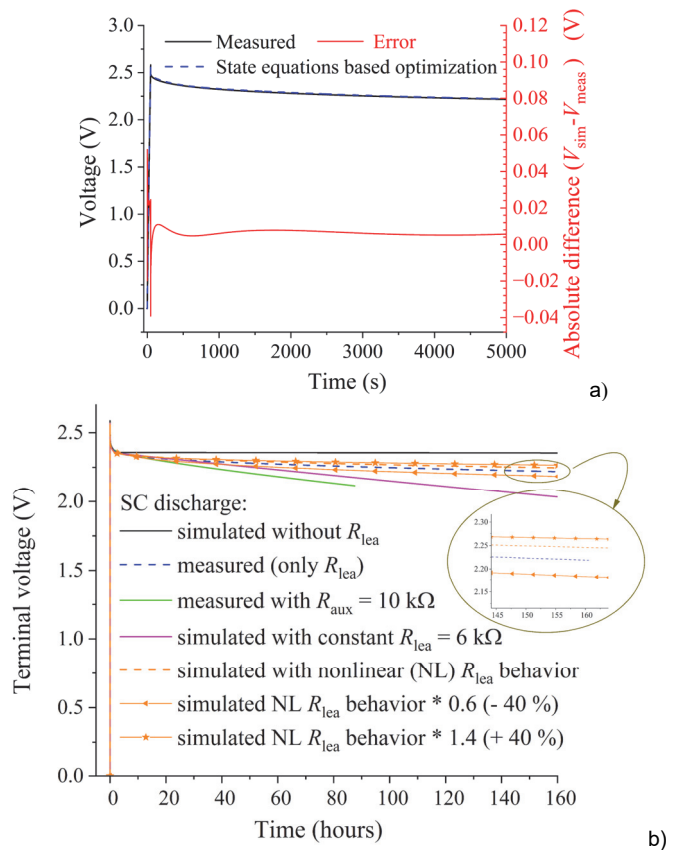 Measured
Error
State equations based optimization
3.0
2.5
2.0
1.5
1.0
0.5
0.0
Voltage (V)
0.12
0.10
0.08
0.06
0.04
0.02
0.00
−0.02
−0.04
Absolute difference (Vsim-Vmeas) (V)
0
1000
2000
3000
4000
5000
Time (s)
a)
2.5
2.0
1.5
1.0
0.5
0.0
Terminal voltage (V)
SC discharge:
simulated without Rlea
measured (only Rlea)
measured with Raux = 10 kΩ
simulated with constant Rlea = 6 kΩ
simulated with nonlinear (NL) Rlea behavior
simulated NL Rlea behavior * 0.6 (- 40 %)
simulated NL Rlea behavior * 1.4 (+ 40 %)
2.30
2.25
2.20
2.15
145
150
155
160
0
20
40
60
80
100
120
140
160
Time (hours)
b)